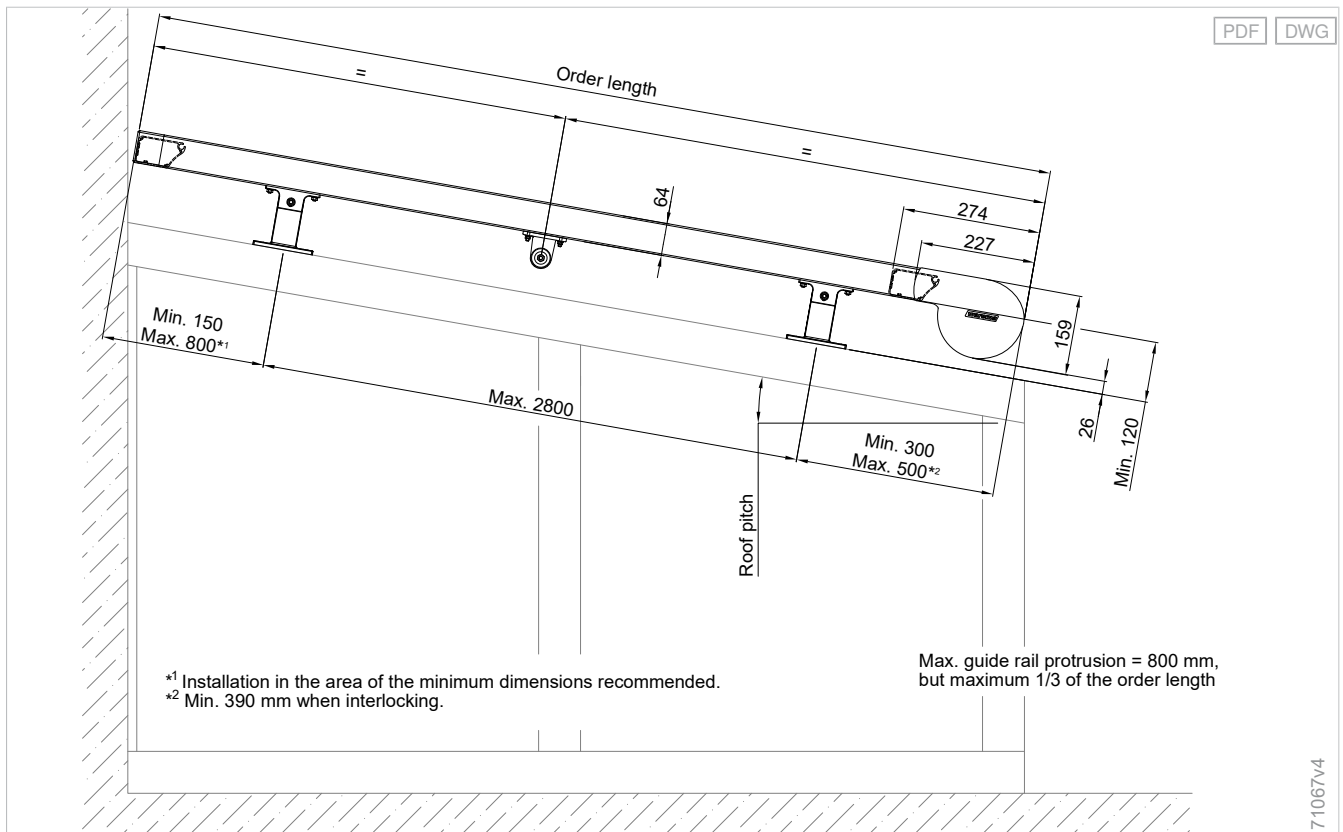 PDF DWG
Order length
=
=
64
274
227
159
26
Min. 120
Min. 150
Max. 800*1
Max. 2800
Min. 300
Max. 500*2
Roof pitch
*1 Installation in the area of the minimum dimensions recommended.
*2 Min. 390 mm when interlocking.
Max. guide rail protrusion = 800 mm,
but maximum 1/3 of the order length
71067v4